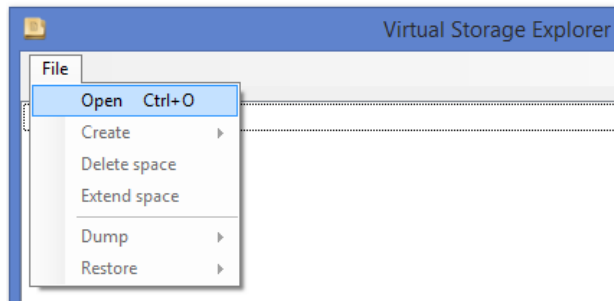 Virtual Storage Explorer
File
Open Ctrl+O
Create
Delete space
Extend space
Dump
Restore